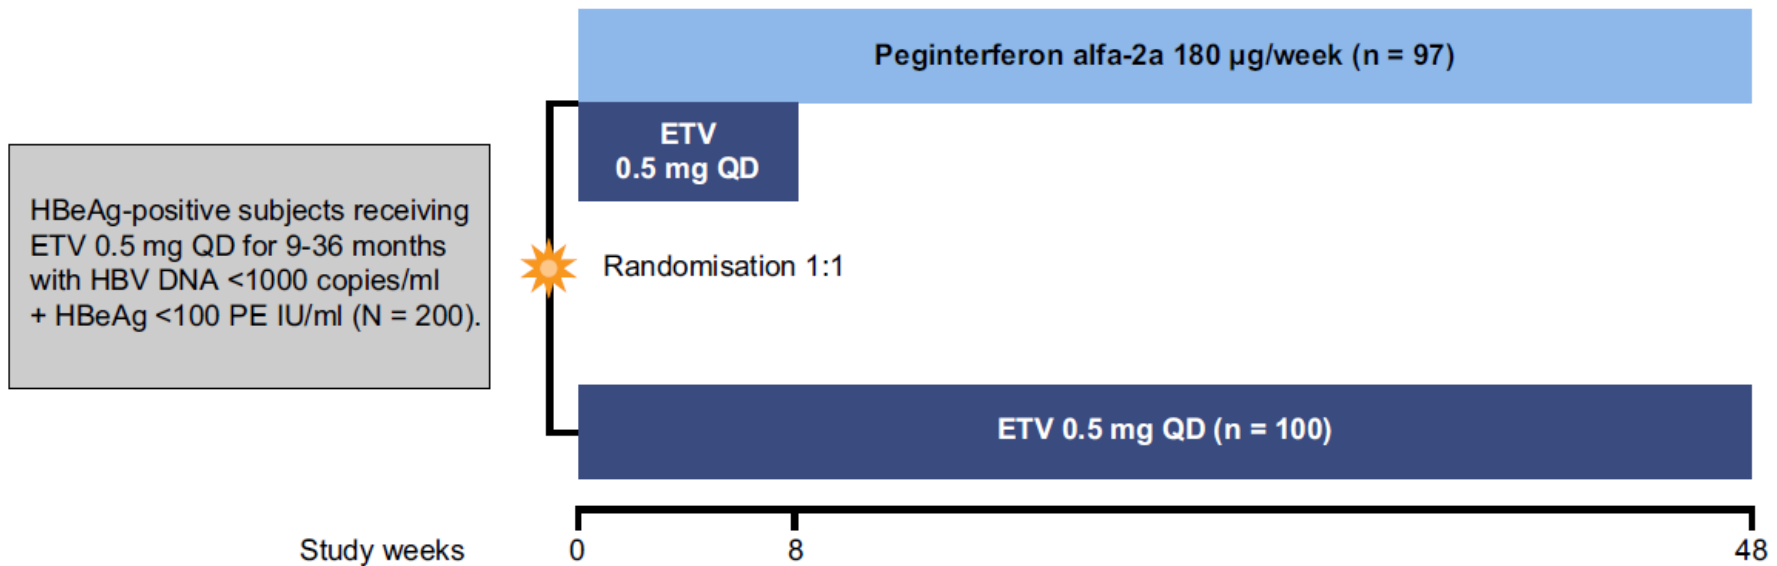 Peginterferon alfa-2a 180 µg/week (n = 97)
ETV
0.5 mg QD
HBeAg-positive subjects receiving
ETV 0.5 mg QD for 9-36 months
with HBV DNA <1000 copies/ml
+ HBeAg <100 PE IU/ml (N = 200).
Randomisation 1:1
ETV 0.5 mg QD (n = 100)
Study weeks 0 8 48